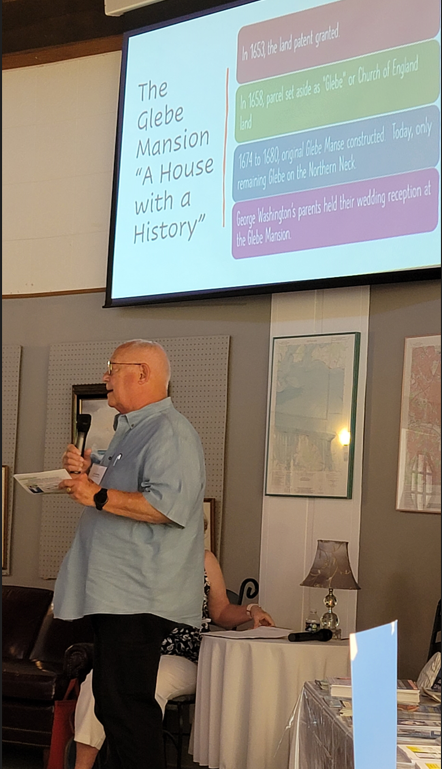 The
Glebe
Mansion
"A House
with a
History"
In 1653, the land patent granted
In 1658, parcel set aside as "Glebe" or Church of England
land
1674 to 1680, original Glebe Manse constructed Today, only
remaining Glebe on the Northern Neck.
George Washington's parents held their wedding reception at
the Glebe Mansion.